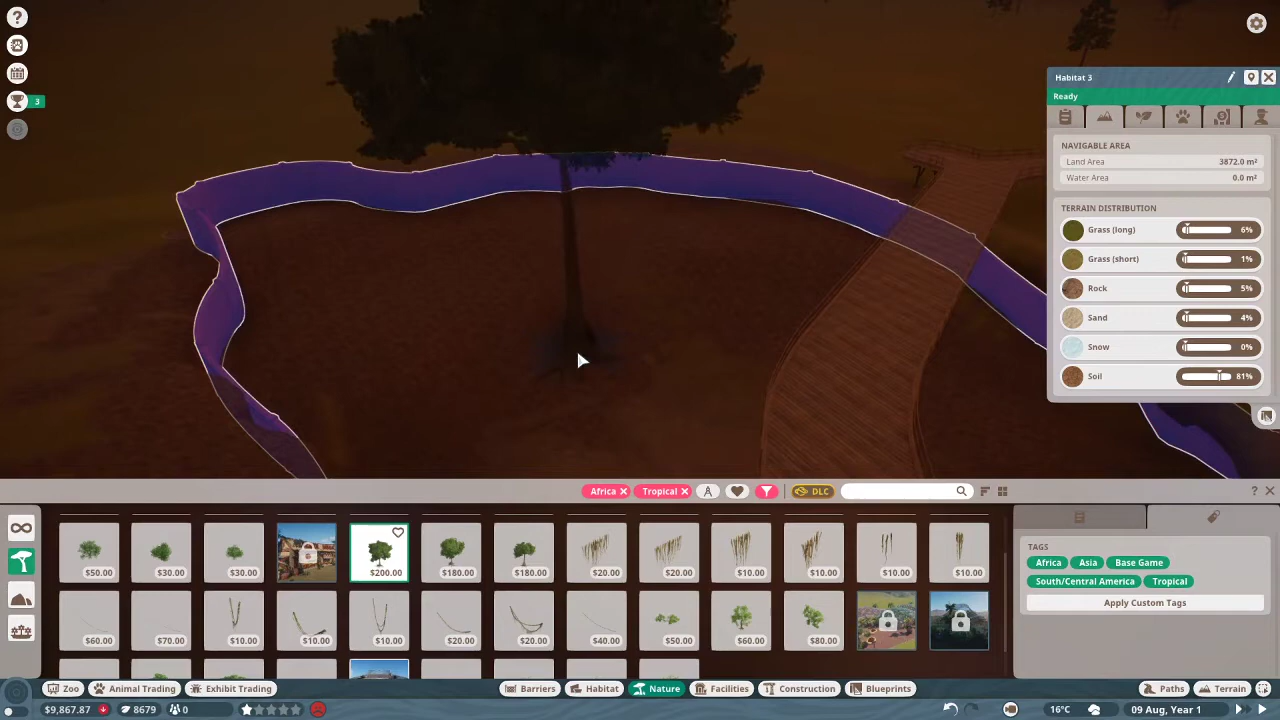 ?
3
Habitat 3
Ready
NAVIGABLE AREA
Land Area 3872.0 m²
Water Area 0.0 m²
TERRAIN DISTRIBUTION
Grass (long) 6%
Grass (short) 1%
Rock 5%
Sand 4%
Snow 0%
Soil 81%
Africa Tropical DLC ?
$50.00 $30.00 $30.00 $200.00 $180.00 $180.00 $20.00 $20.00 $10.00 $10.00 $10.00 $10.00
$60.00 $70.00 $10.00 $10.00 $10.00 $20.00 $20.00 $40.00 $50.00 $60.00 $80.00
TAGS
Africa Asia Base Game
South/Central America Tropical
Apply Custom Tags
Zoo Animal Trading Exhibit Trading Barriers Habitat Nature Facilities Construction Blueprints Paths Terrain
$9,867.87 8679 0 16°C 09 Aug, Year 1